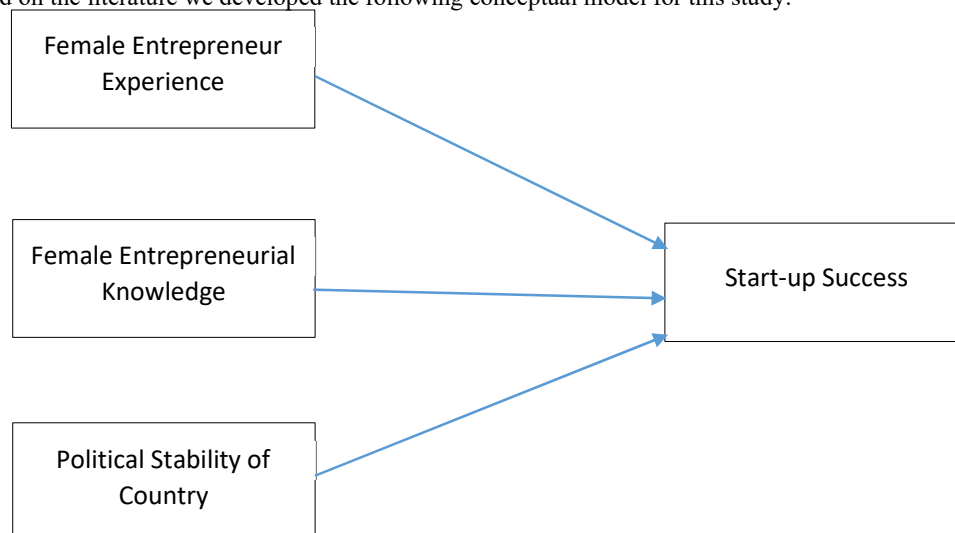 d on the literature we developed the following conceptual model for this study.
Female Entrepreneur
Experience
Female Entrepreneurial
Knowledge
Start-up Success
Political Stability of
Country